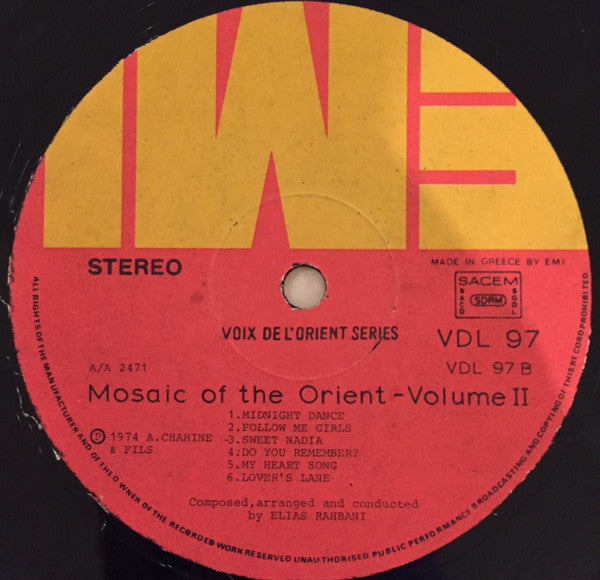 IWE
STEREO
MADE IN GREECE BY EMI
SACEM
BACD
SDRM
BGDL
VOIX DE L'ORIENT SERIES
VDL 97
A/A 2471
VDL 97 B
Mosaic of the Orient-Volume II
1.MIDNIGHT DANCE
2.FOLLOW ME GIRLS
3.SWEET NADIA
4.DO YOU REMEMBER?
5.MY HEART SONG
6.LOVER'S LANE
℗ 1974 A.CHAHINE
& FILS
Composed,arranged and conducted
by ELIAS RAHBANI
ALL RIGHTS OF THE MANUFACTURER AND OF THE OWNER OF THE RECORDED WORK RESERVED UNAUTHORISED PUBLIC PERFORMANCE BROADCASTING AND COPYING OF THIS RECORD PROHIBITED.